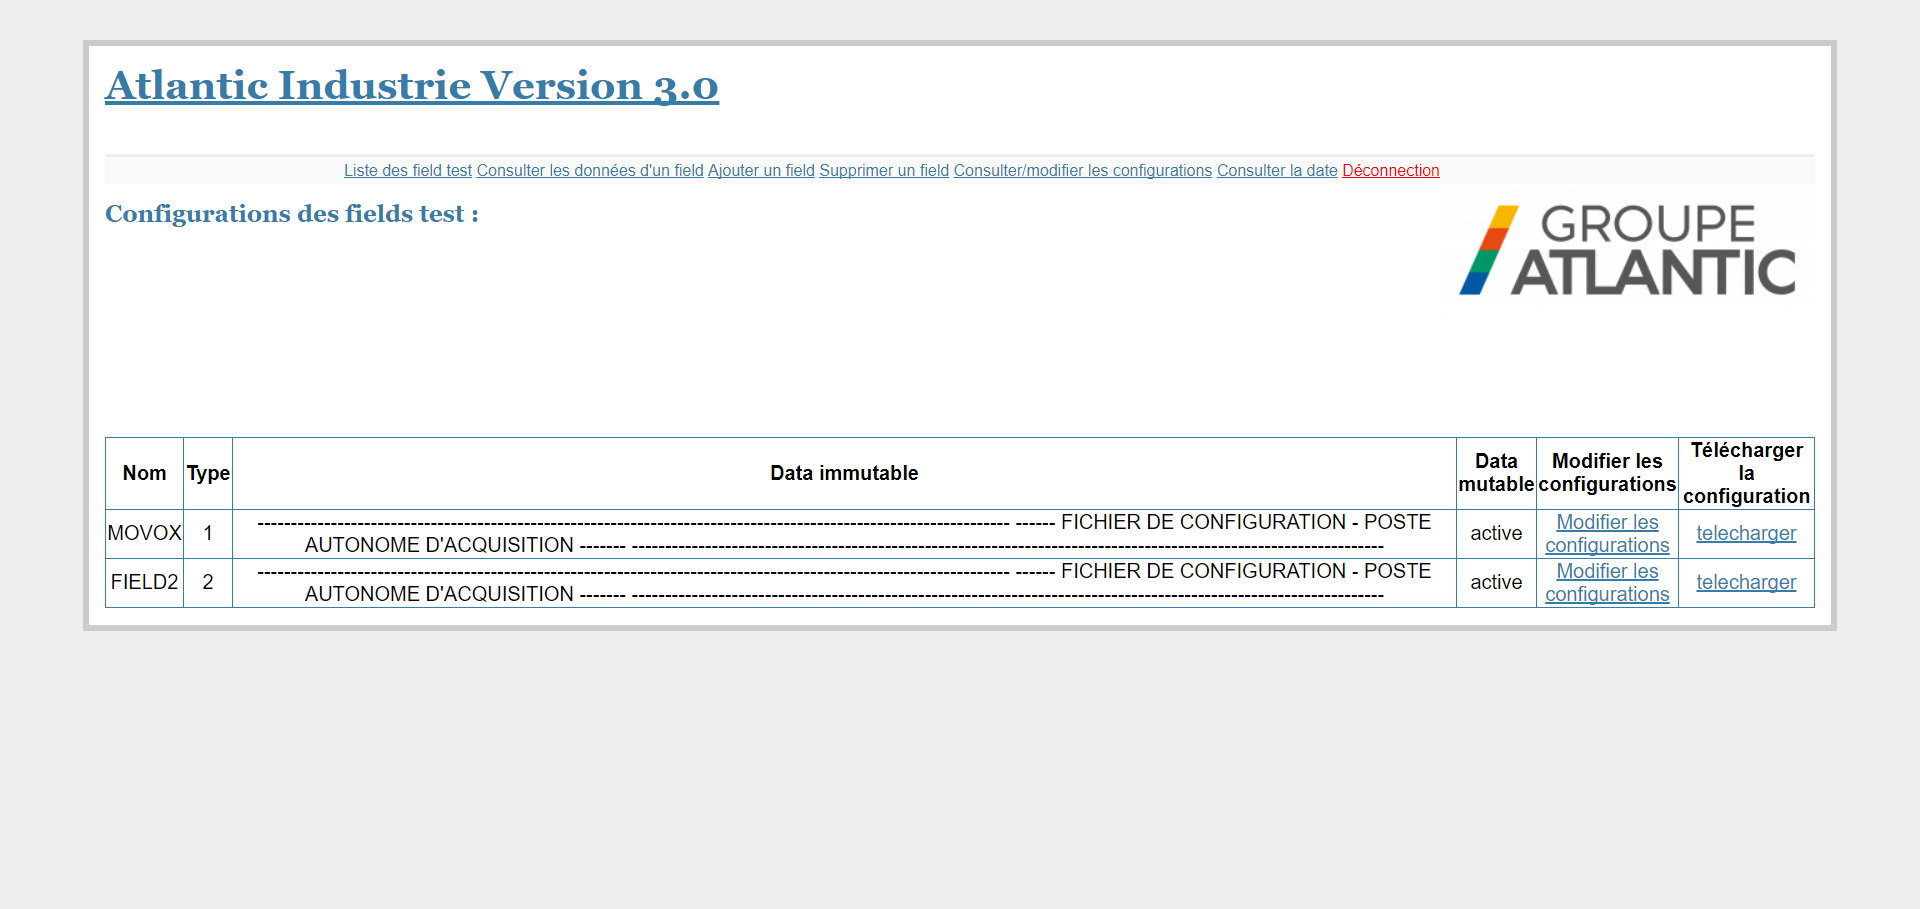 Atlantic Industrie Version 3.0
Liste des field test Consulter les données d'un field Ajouter un field Supprimer un field Consulter/modifier les configurations Consulter la date Déconnection
Configurations des fields test :
GROUPE
ATLANTIC
Nom Type Data immutable Data mutable Modifier les configurations Télécharger la configuration
MOVOX 1 ----------------------------------------------------------------------------------------------------------------- ------ FICHIER DE CONFIGURATION - POSTE
AUTONOME D'ACQUISITION ------- ----------------------------------------------------------------------------------------------------------------- active Modifier les configurations telecharger
FIELD2 2 ----------------------------------------------------------------------------------------------------------------- ------ FICHIER DE CONFIGURATION - POSTE
AUTONOME D'ACQUISITION ------- ----------------------------------------------------------------------------------------------------------------- active Modifier les configurations telecharger